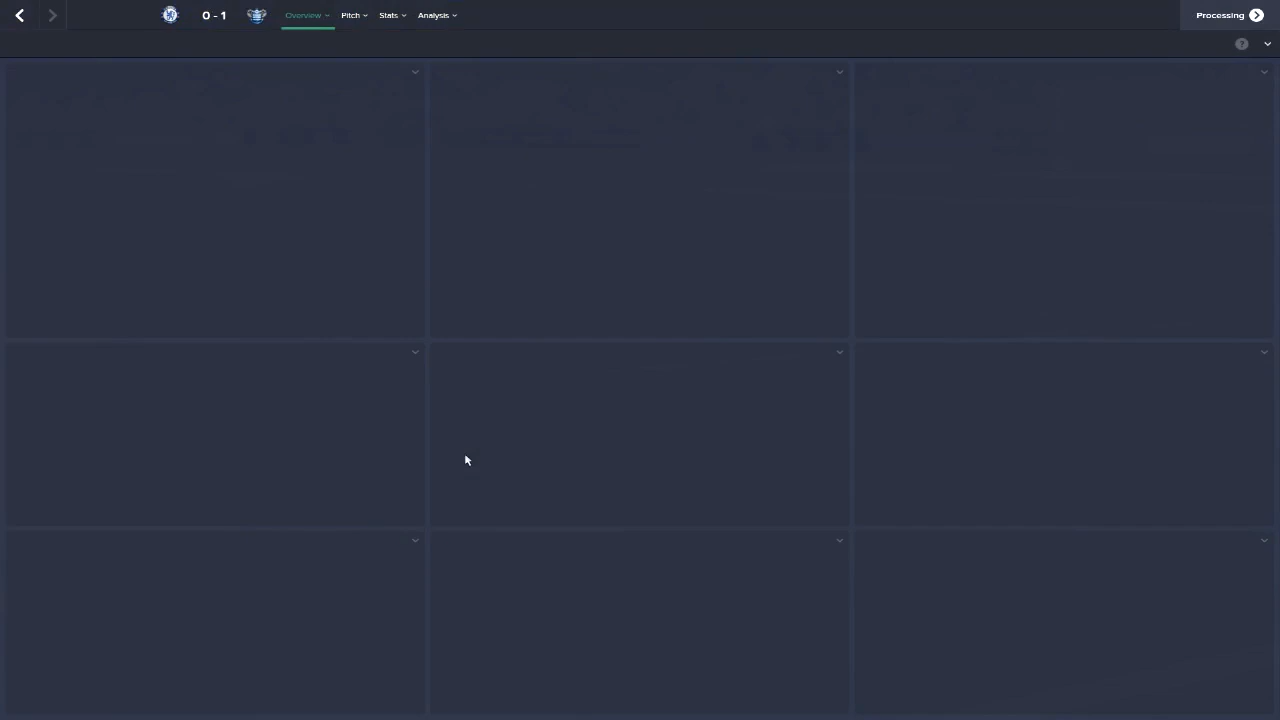 0 - 1
Overview
Pitch
Stats
Analysis
Processing
?